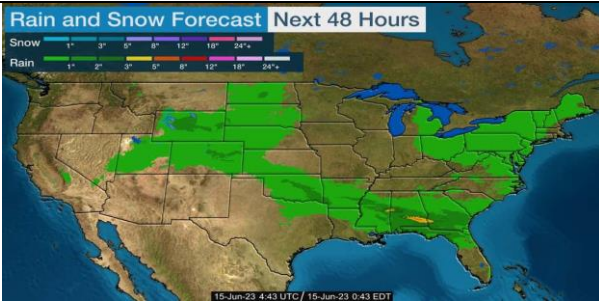 Rain and Snow Forecast Next 48 Hours
Snow 1" 3" 5" 8" 12" 18" 24"+
Rain 1" 2" 3" 5" 8" 12" 18" 24"+
15-Jun-23 4:43 UTC / 15-Jun-23 0:43 EDT